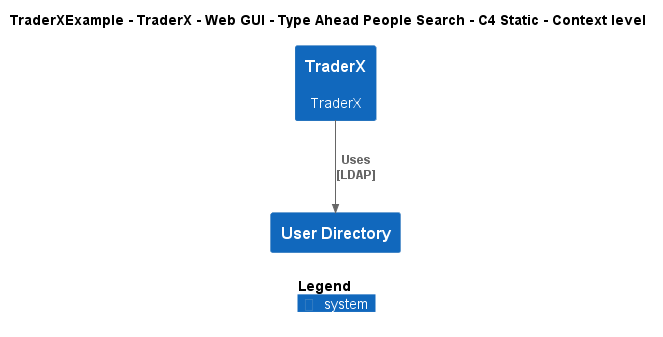 TraderXExample - TraderX - Web GUI - Type Ahead People Search - C4 Static - Context level
TraderX
TraderX
Uses
[LDAP]
User Directory
Legend
system